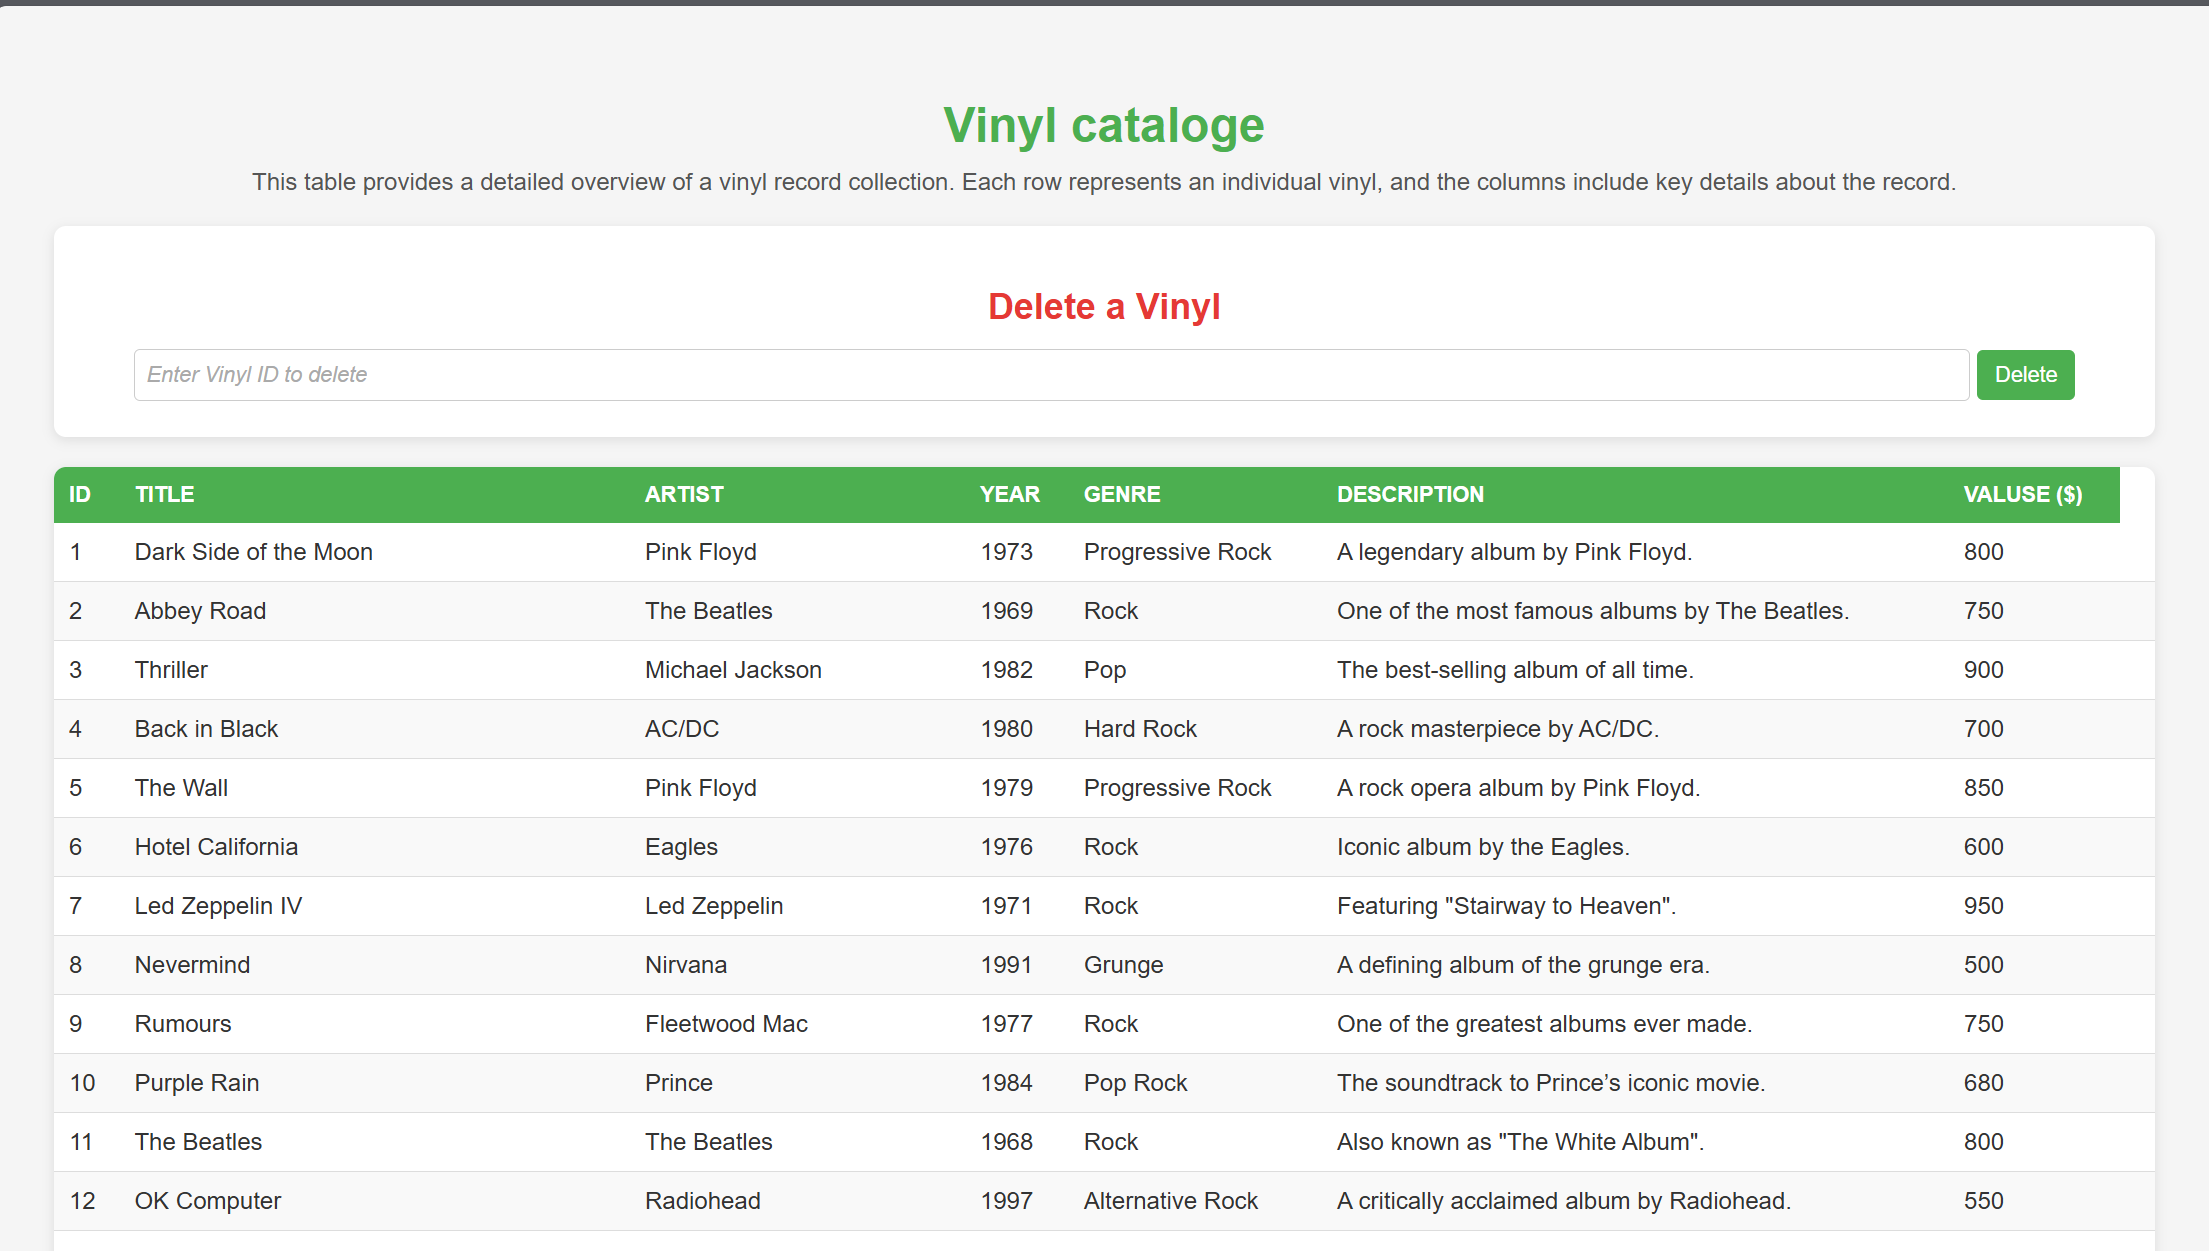 Vinyl cataloge
This table provides a detailed overview of a vinyl record collection. Each row represents an individual vinyl, and the columns include key details about the record.
Delete a Vinyl
Enter Vinyl ID to delete Delete
ID TITLE ARTIST YEAR GENRE DESCRIPTION VALUSE ($)
1 Dark Side of the Moon Pink Floyd 1973 Progressive Rock A legendary album by Pink Floyd. 800
2 Abbey Road The Beatles 1969 Rock One of the most famous albums by The Beatles. 750
3 Thriller Michael Jackson 1982 Pop The best-selling album of all time. 900
4 Back in Black AC/DC 1980 Hard Rock A rock masterpiece by AC/DC. 700
5 The Wall Pink Floyd 1979 Progressive Rock A rock opera album by Pink Floyd. 850
6 Hotel California Eagles 1976 Rock Iconic album by the Eagles. 600
7 Led Zeppelin IV Led Zeppelin 1971 Rock Featuring "Stairway to Heaven". 950
8 Nevermind Nirvana 1991 Grunge A defining album of the grunge era. 500
9 Rumours Fleetwood Mac 1977 Rock One of the greatest albums ever made. 750
10 Purple Rain Prince 1984 Pop Rock The soundtrack to Prince’s iconic movie. 680
11 The Beatles The Beatles 1968 Rock Also known as "The White Album". 800
12 OK Computer Radiohead 1997 Alternative Rock A critically acclaimed album by Radiohead. 550